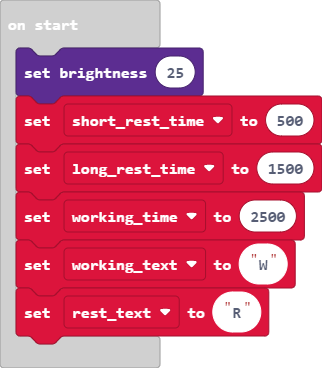 on start
set brightness 25
set short_rest_time to 500
set long_rest_time to 1500
set working_time to 2500
set working_text to "W"
set rest_text to "R"